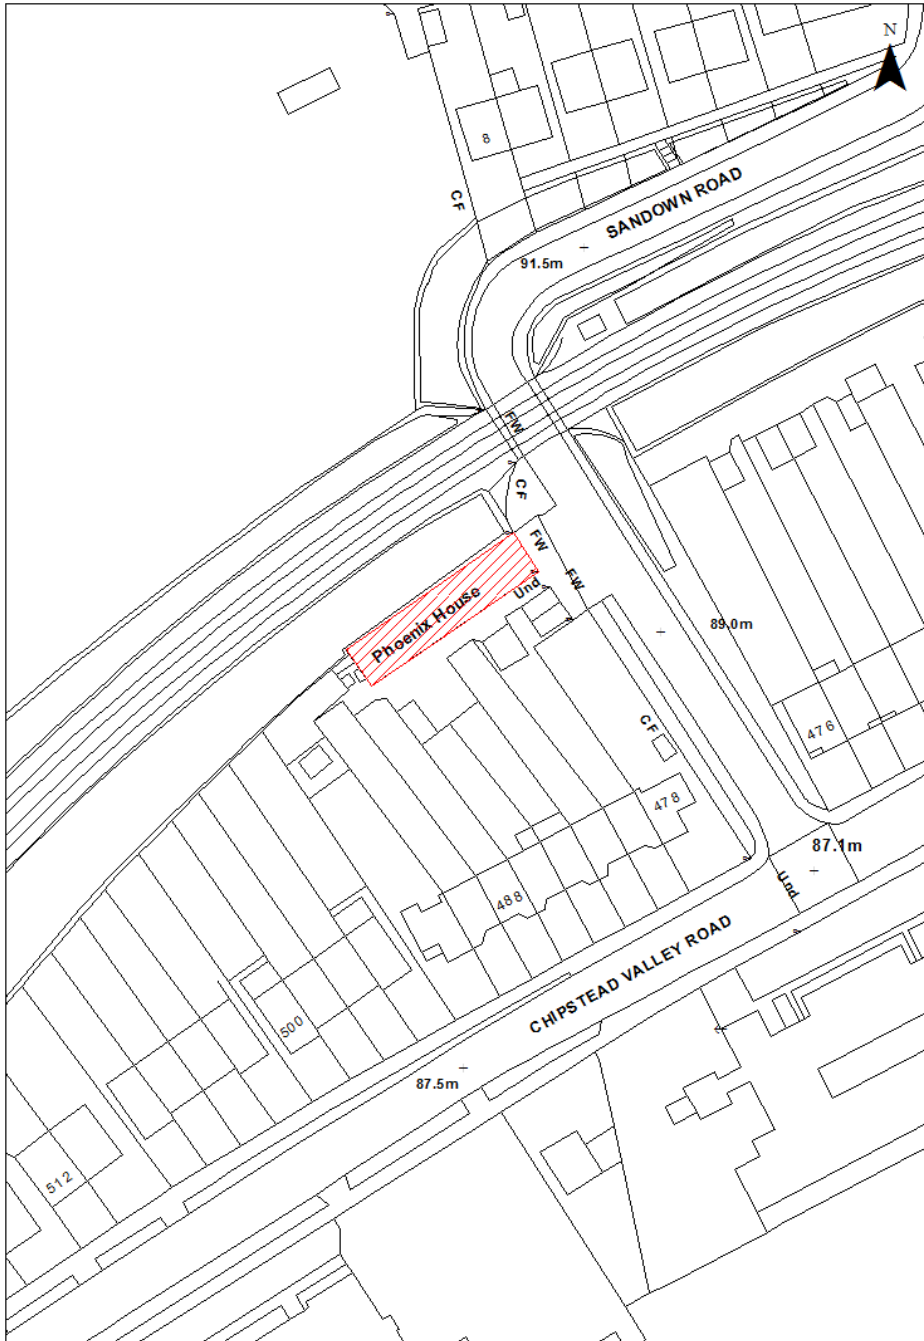 N
8
CF
SANDOWN ROAD
91.5m
FW
CF
FW
FW
Und
Phoenix House
89.0m
CF
476
478
87.1m
488
Und
CHIPSTEAD VALLEY ROAD
500
87.5m
512